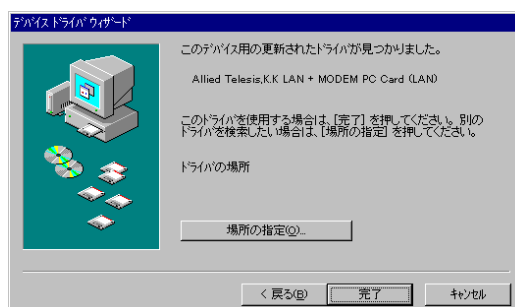 ﾃﾞﾊﾞｲｽ ﾄﾞﾗｲﾊﾞ ｳｨｻﾞｰﾄﾞ
このﾃﾞﾊﾞｲｽ用の更新されたﾄﾞﾗｲﾊﾞが見つかりました。
Allied Telesis,K.K LAN + MODEM PC Card (LAN)
このﾄﾞﾗｲﾊﾞを使用する場合は、[完了] を押してください。別の
ﾄﾞﾗｲﾊﾞを検索したい場合は、[場所の指定] を押してください。
ﾄﾞﾗｲﾊﾞの場所
場所の指定(O)...
< 戻る(B)
完了
ｷｬﾝｾﾙ